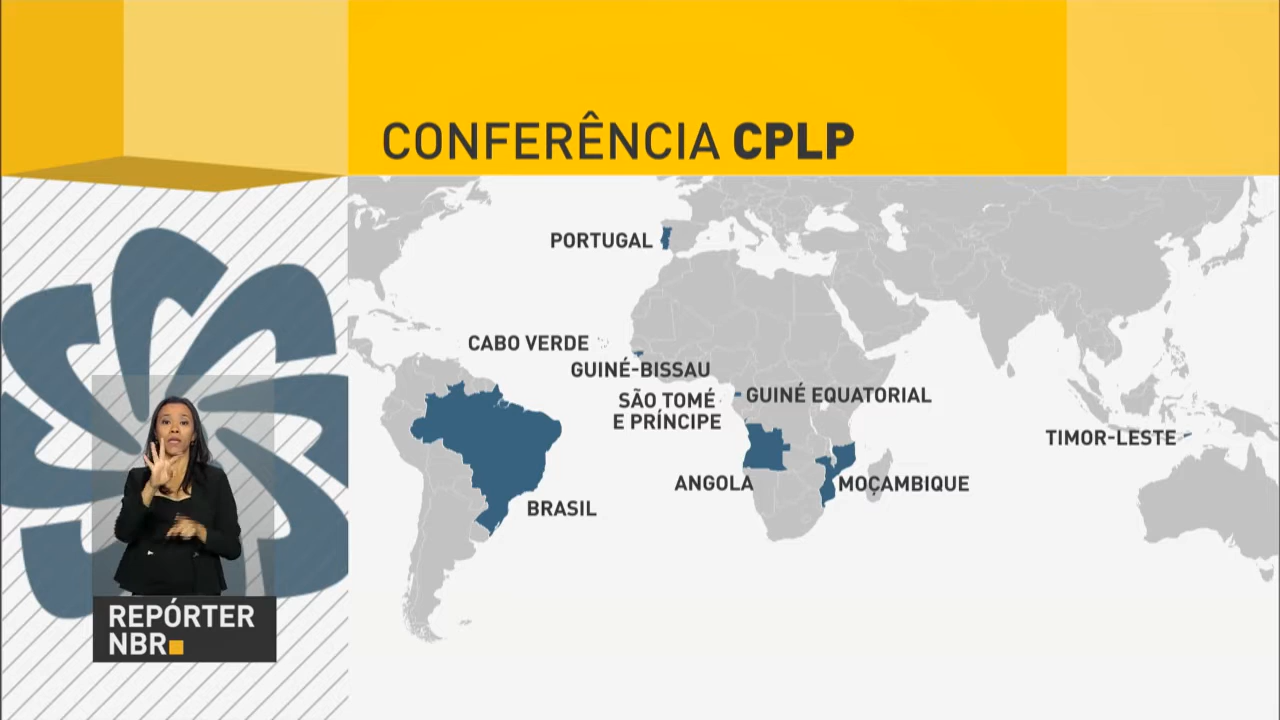 CONFERÊNCIA CPLP
PORTUGAL
CABO VERDE
GUINÉ-BISSAU
SÃO TOMÉ
E PRÍNCIPE
GUINÉ EQUATORIAL
TIMOR-LESTE
ANGOLA
MOÇAMBIQUE
BRASIL
REPÓRTER
NBR